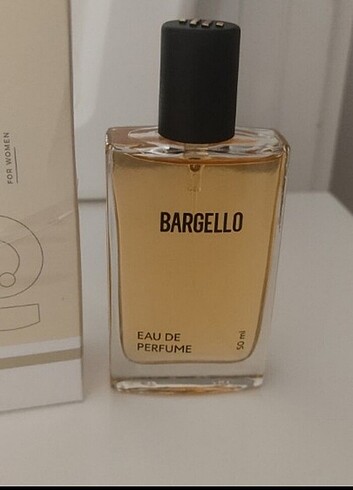 FOR WOMEN
BARGELLO
EAU DE
PERFUME
50 ml